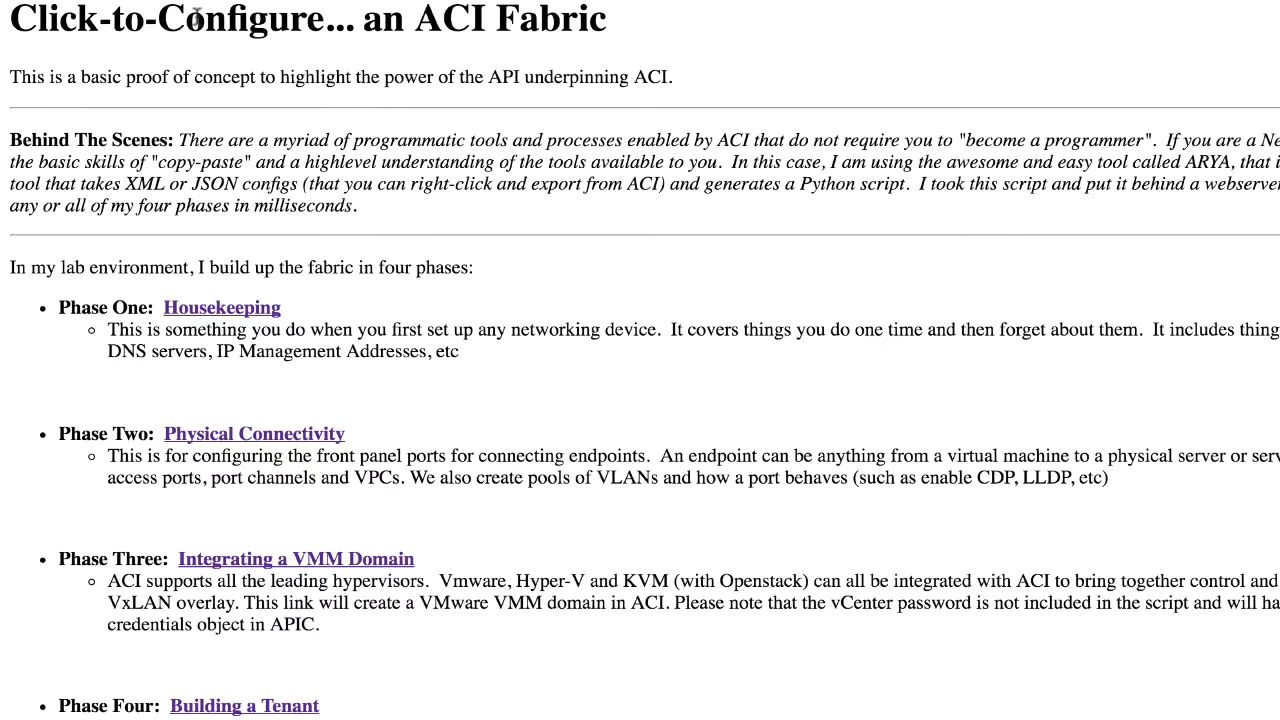 Click-to-Configure... an ACI Fabric
This is a basic proof of concept to highlight the power of the API underpinning ACI.
Behind The Scenes: There are a myriad of programmatic tools and processes enabled by ACI that do not require you to "become a programmer". If you are a Ne
the basic skills of "copy-paste" and a highlevel understanding of the tools available to you. In this case, I am using the awesome and easy tool called ARYA, that i
tool that takes XML or JSON configs (that you can right-click and export from ACI) and generates a Python script. I took this script and put it behind a webserver
any or all of my four phases in milliseconds.
In my lab environment, I build up the fabric in four phases:
• Phase One: Housekeeping
This is something you do when you first set up any networking device. It covers things you do one time and then forget about them. It includes thing
DNS servers, IP Management Addresses, etc
• Phase Two: Physical Connectivity
This is for configuring the front panel ports for connecting endpoints. An endpoint can be anything from a virtual machine to a physical server or serv
access ports, port channels and VPCs. We also create pools of VLANs and how a port behaves (such as enable CDP, LLDP, etc)
• Phase Three: Integrating a VMM Domain
ACI supports all the leading hypervisors. Vmware, Hyper-V and KVM (with Openstack) can all be integrated with ACI to bring together control and
VxLAN overlay. This link will create a VMware VMM domain in ACI. Please note that the vCenter password is not included in the script and will ha
credentials object in APIC.
• Phase Four: Building a Tenant